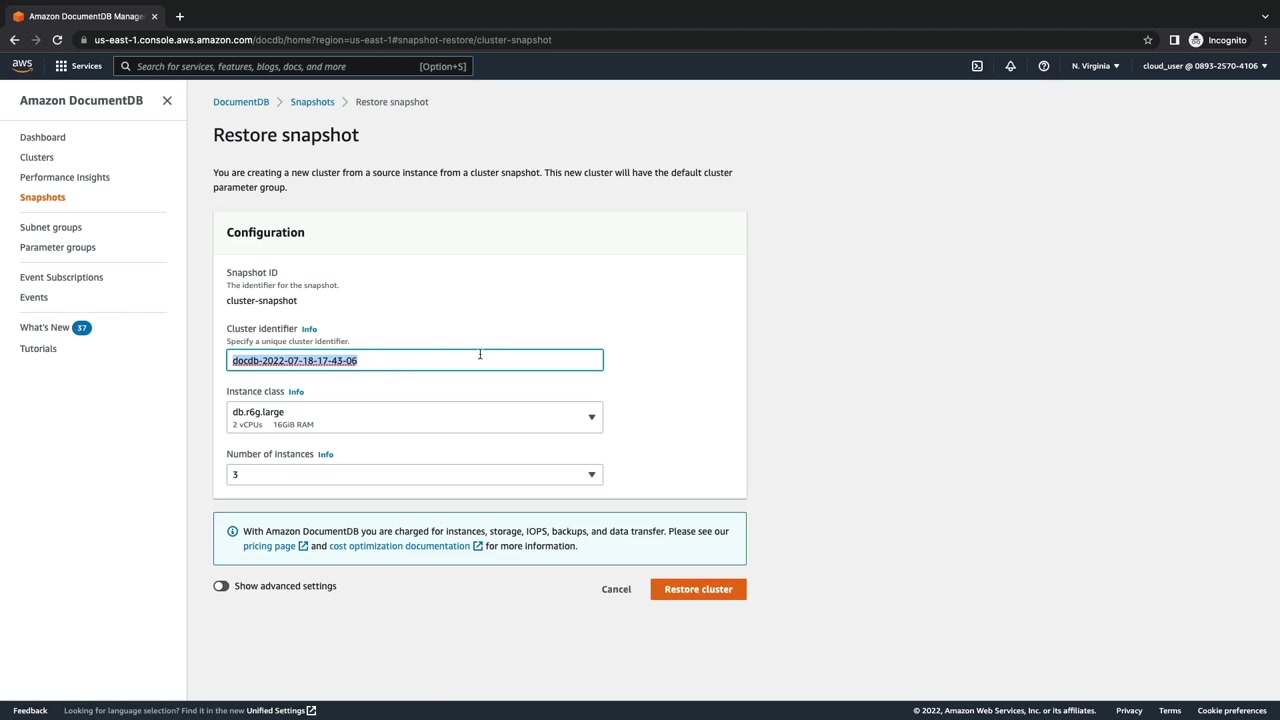 Amazon DocumentDB Manage
us-east-1.console.aws.amazon.com/docdb/home?region=us-east-1#snapshot-restore/cluster-snapshot
Incognito
aws
Services
Search for services, features, blogs, docs, and more
[Option+S]
N. Virginia
cloud_user @ 0893-2570-4106
Amazon DocumentDB
Dashboard
Clusters
Performance Insights
Snapshots
Subnet groups
Parameter groups
Event Subscriptions
Events
What's New 37
Tutorials
DocumentDB > Snapshots > Restore snapshot
Restore snapshot
You are creating a new cluster from a source instance from a cluster snapshot. This new cluster will have the default cluster
parameter group.
Configuration
Snapshot ID
The identifier for the snapshot.
cluster-snapshot
Cluster identifier Info
Specify a unique cluster identifier.
docdb-2022-07-18-17-43-06
Instance class Info
db.r6g.large
2 vCPUs 16GiB RAM
Number of instances Info
3
With Amazon DocumentDB you are charged for instances, storage, IOPS, backups, and data transfer. Please see our
pricing page and cost optimization documentation for more information.
Show advanced settings
Cancel
Restore cluster
Feedback
Looking for language selection? Find it in the new Unified Settings
© 2022, Amazon Web Services, Inc. or its affiliates.
Privacy
Terms
Cookie preferences